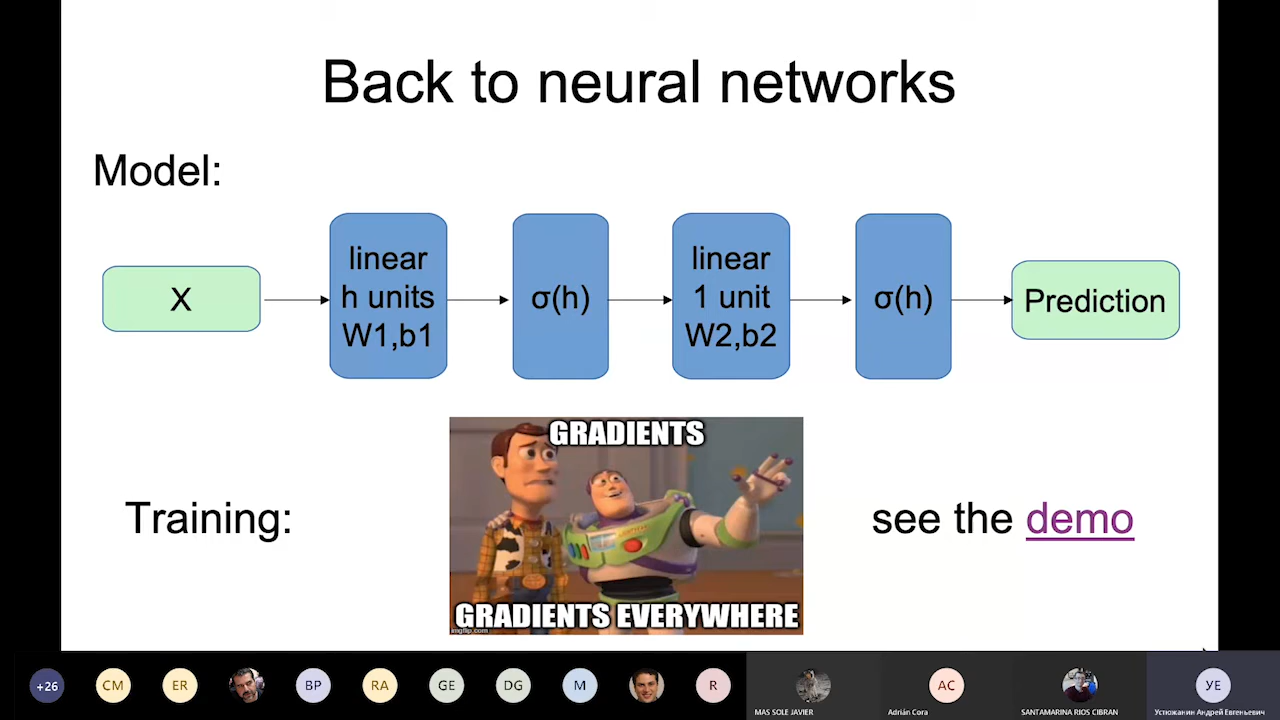 Back to neural networks
Model:
X
linear
h units
W1,b1
σ(h)
linear
1 unit
W2,b2
σ(h)
Prediction
Training:
GRADIENTS
GRADIENTS EVERYWHERE
imgflip.com
see the demo
+26
CM
ER
BP
RA
GE
DG
M
R
MAS SOLE JAVIER
AC
Adrián Cora
SANTAMARINA RIOS CIBRAN
УЕ
Устюжанин Андрей Евгеньевич